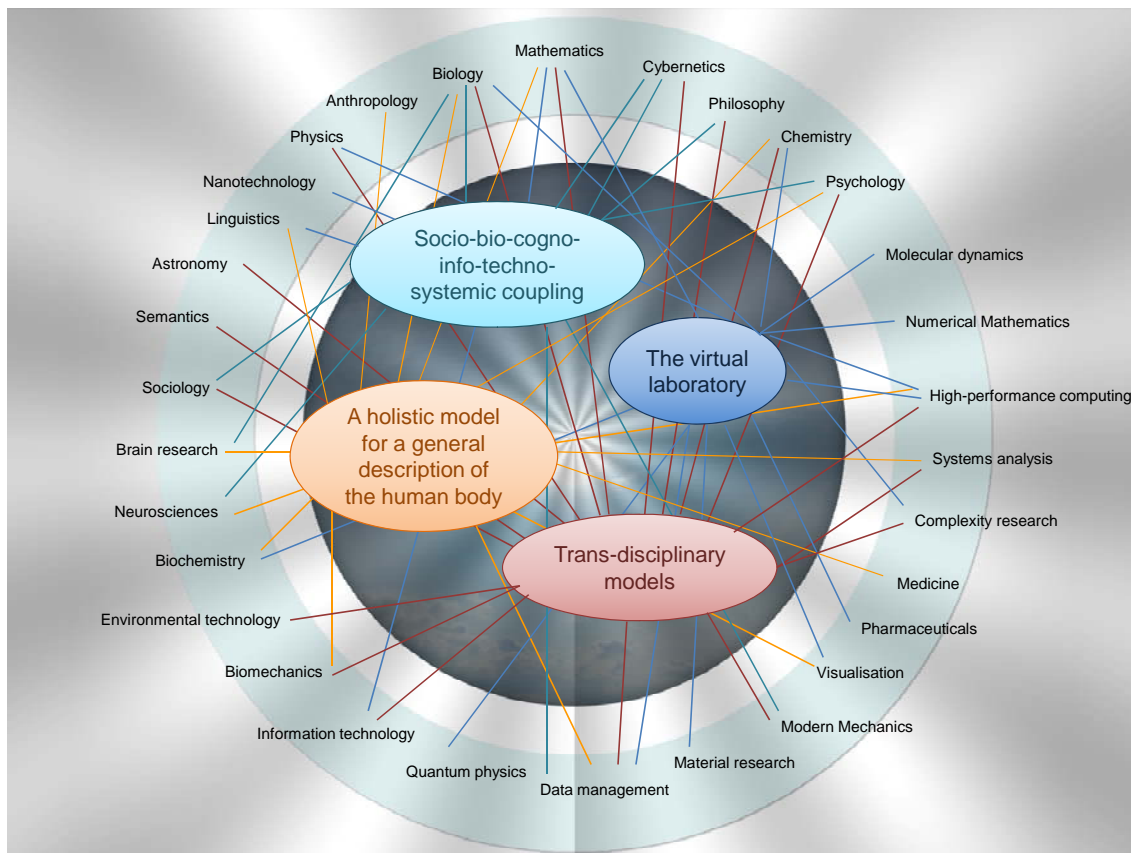 Mathematics
Cybernetics
Biology
Philosophy
Anthropology
Chemistry
Physics
Psychology
Nanotechnology
Linguistics
Socio-bio-cogno-
info-techno-
systemic coupling
Molecular dynamics
Astronomy
Semantics
Numerical Mathematics
The virtual
laboratory
Sociology
High-performance computing
A holistic model
for a general
description of
the human body
Brain research
Systems analysis
Neurosciences
Complexity research
Biochemistry
Trans-disciplinary
models
Medicine
Environmental technology
Pharmaceuticals
Biomechanics
Visualisation
Information technology
Modern Mechanics
Quantum physics
Material research
Data management